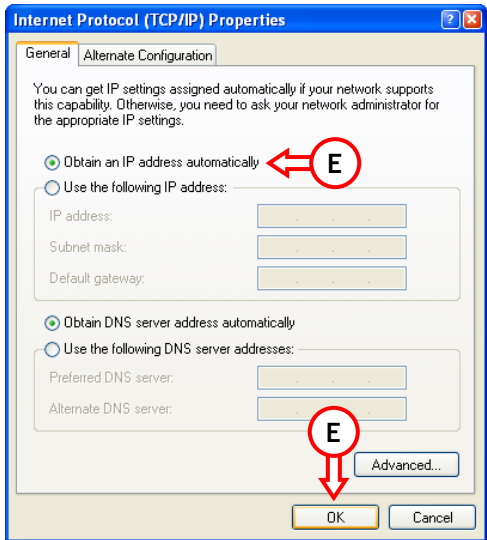 Internet Protocol (TCP/IP) Properties
General
Alternate Configuration
You can get IP settings assigned automatically if your network supports
this capability. Otherwise, you need to ask your network administrator for
the appropriate IP settings.
Obtain an IP address automatically
E
Use the following IP address:
IP address:
Subnet mask:
Default gateway:
Obtain DNS server address automatically
Use the following DNS server addresses:
Preferred DNS server:
Alternate DNS server:
E
Advanced...
OK
Cancel